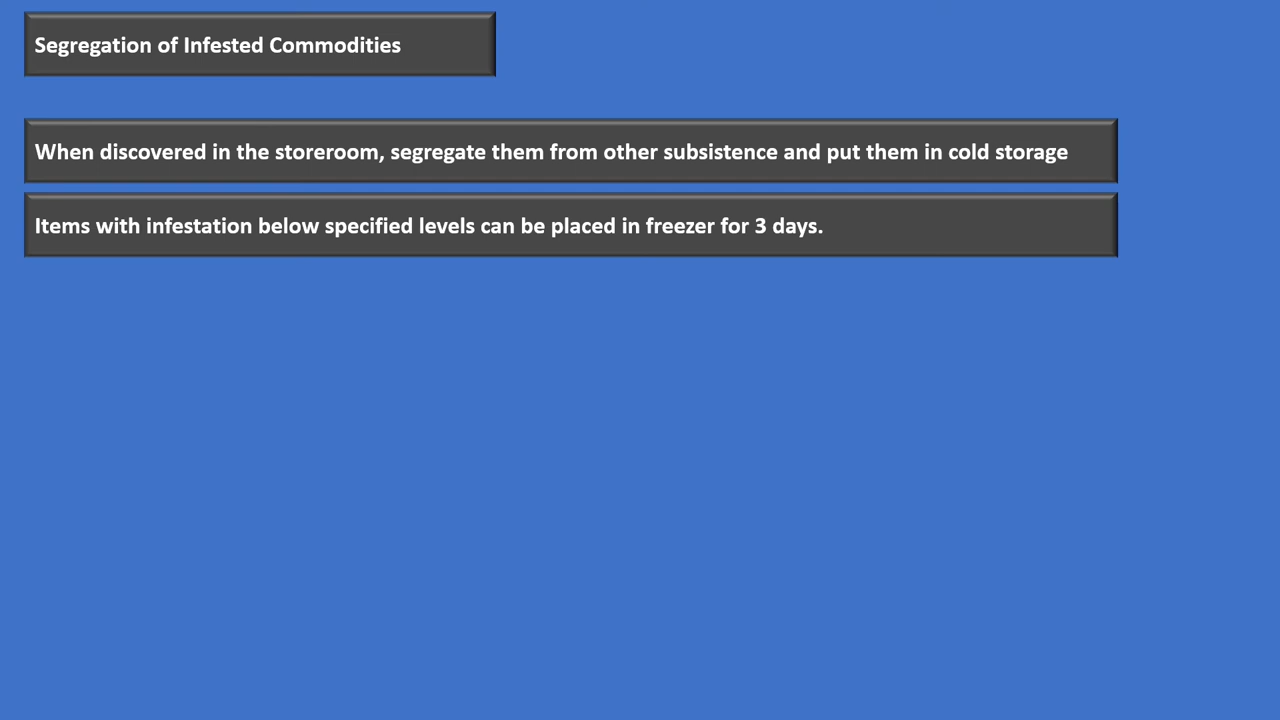 Segregation of Infested Commodities
When discovered in the storeroom, segregate them from other subsistence and put them in cold storage
Items with infestation below specified levels can be placed in freezer for 3 days.